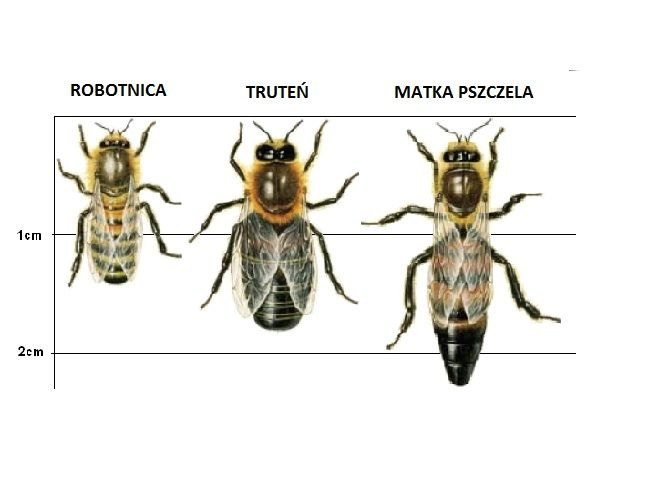 ROBOTNICA
TRUTEŃ
MATKA PSZCZELA
1cm
2cm